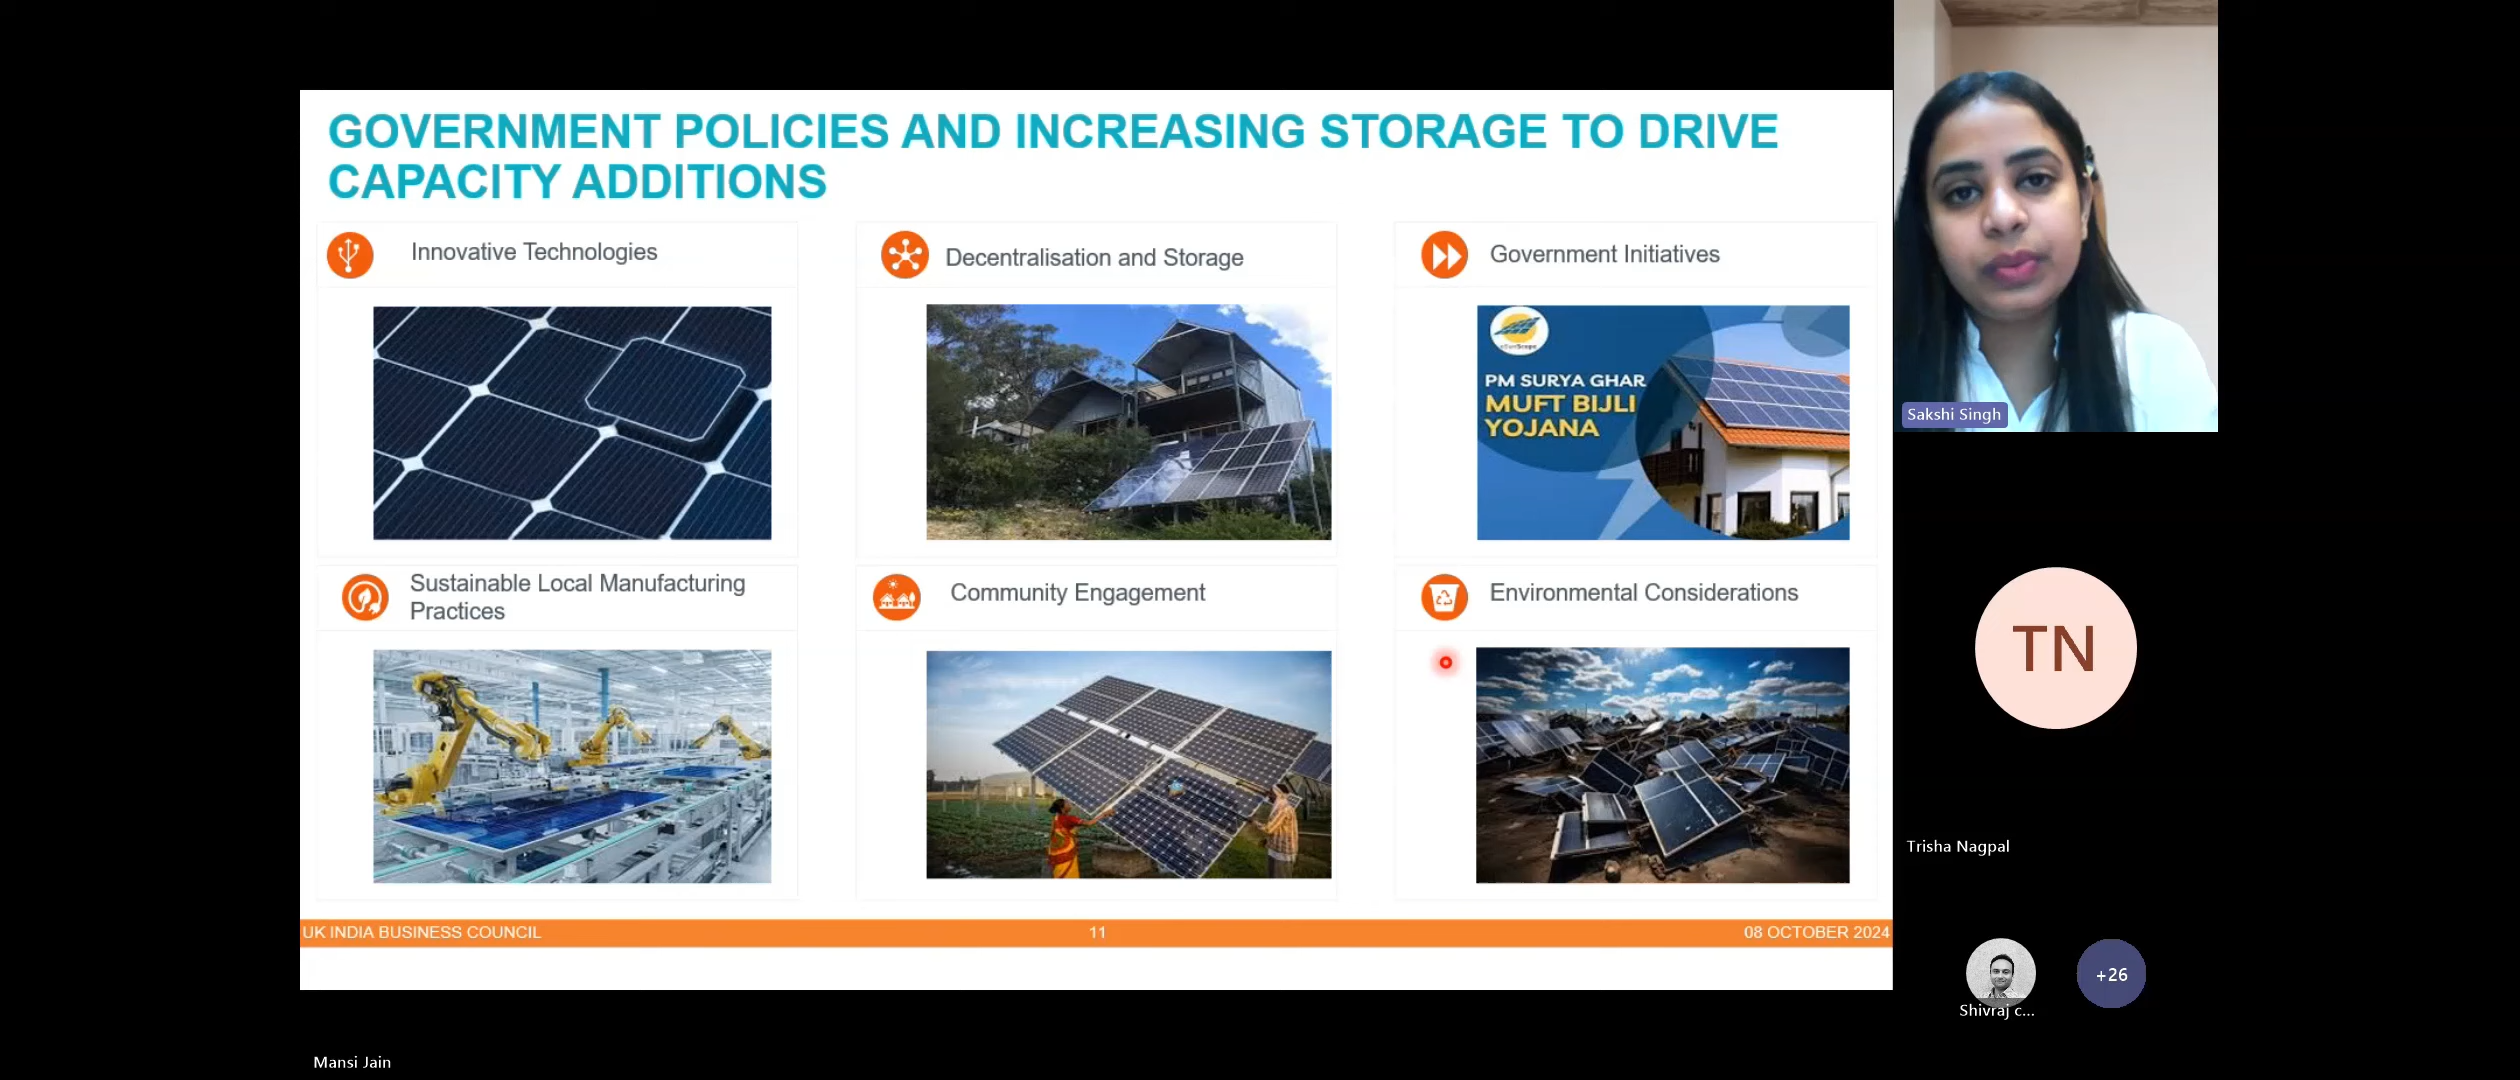 GOVERNMENT POLICIES AND INCREASING STORAGE TO DRIVE
CAPACITY ADDITIONS
Innovative Technologies
Decentralisation and Storage
Government Initiatives
PM SURYA GHAR
MUFT BIJLI
YOJANA
Sustainable Local Manufacturing
Practices
Community Engagement
Environmental Considerations
UK INDIA BUSINESS COUNCIL
11
08 OCTOBER 2024
Sakshi Singh
TN
Trisha Nagpal
+26
Shivraj c...
Mansi Jain